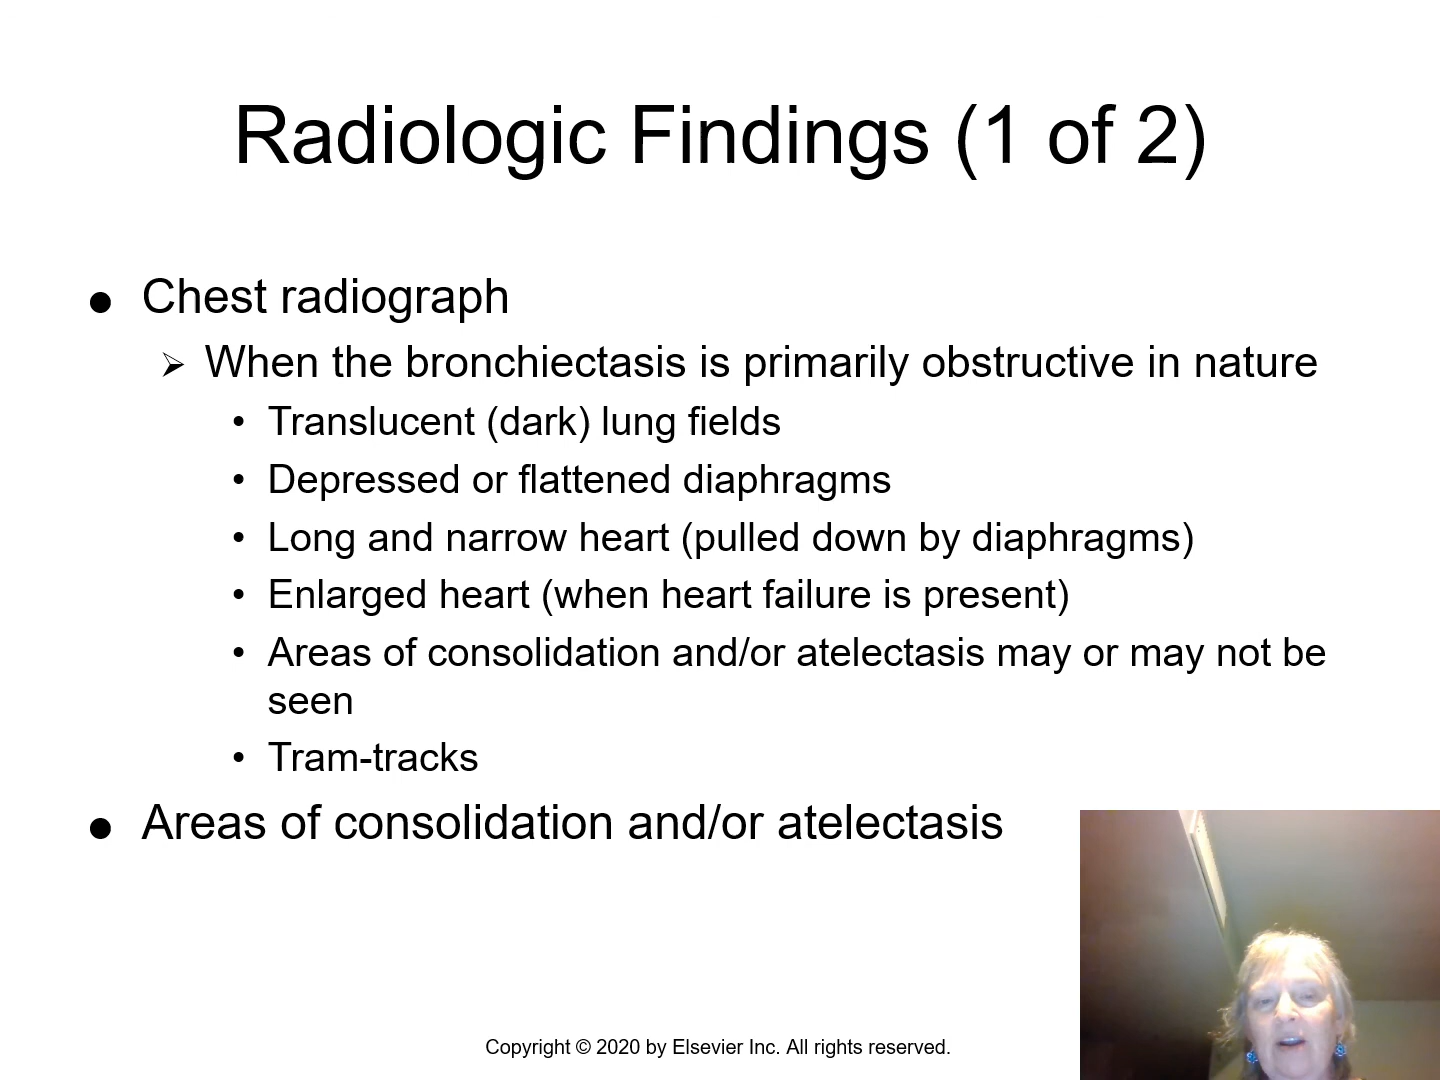 Radiologic Findings (1 of 2)
● Chest radiograph
➢ When the bronchiectasis is primarily obstructive in nature
• Translucent (dark) lung fields
• Depressed or flattened diaphragms
• Long and narrow heart (pulled down by diaphragms)
• Enlarged heart (when heart failure is present)
• Areas of consolidation and/or atelectasis may or may not be
seen
• Tram-tracks
● Areas of consolidation and/or atelectasis
Copyright © 2020 by Elsevier Inc. All rights reserved.